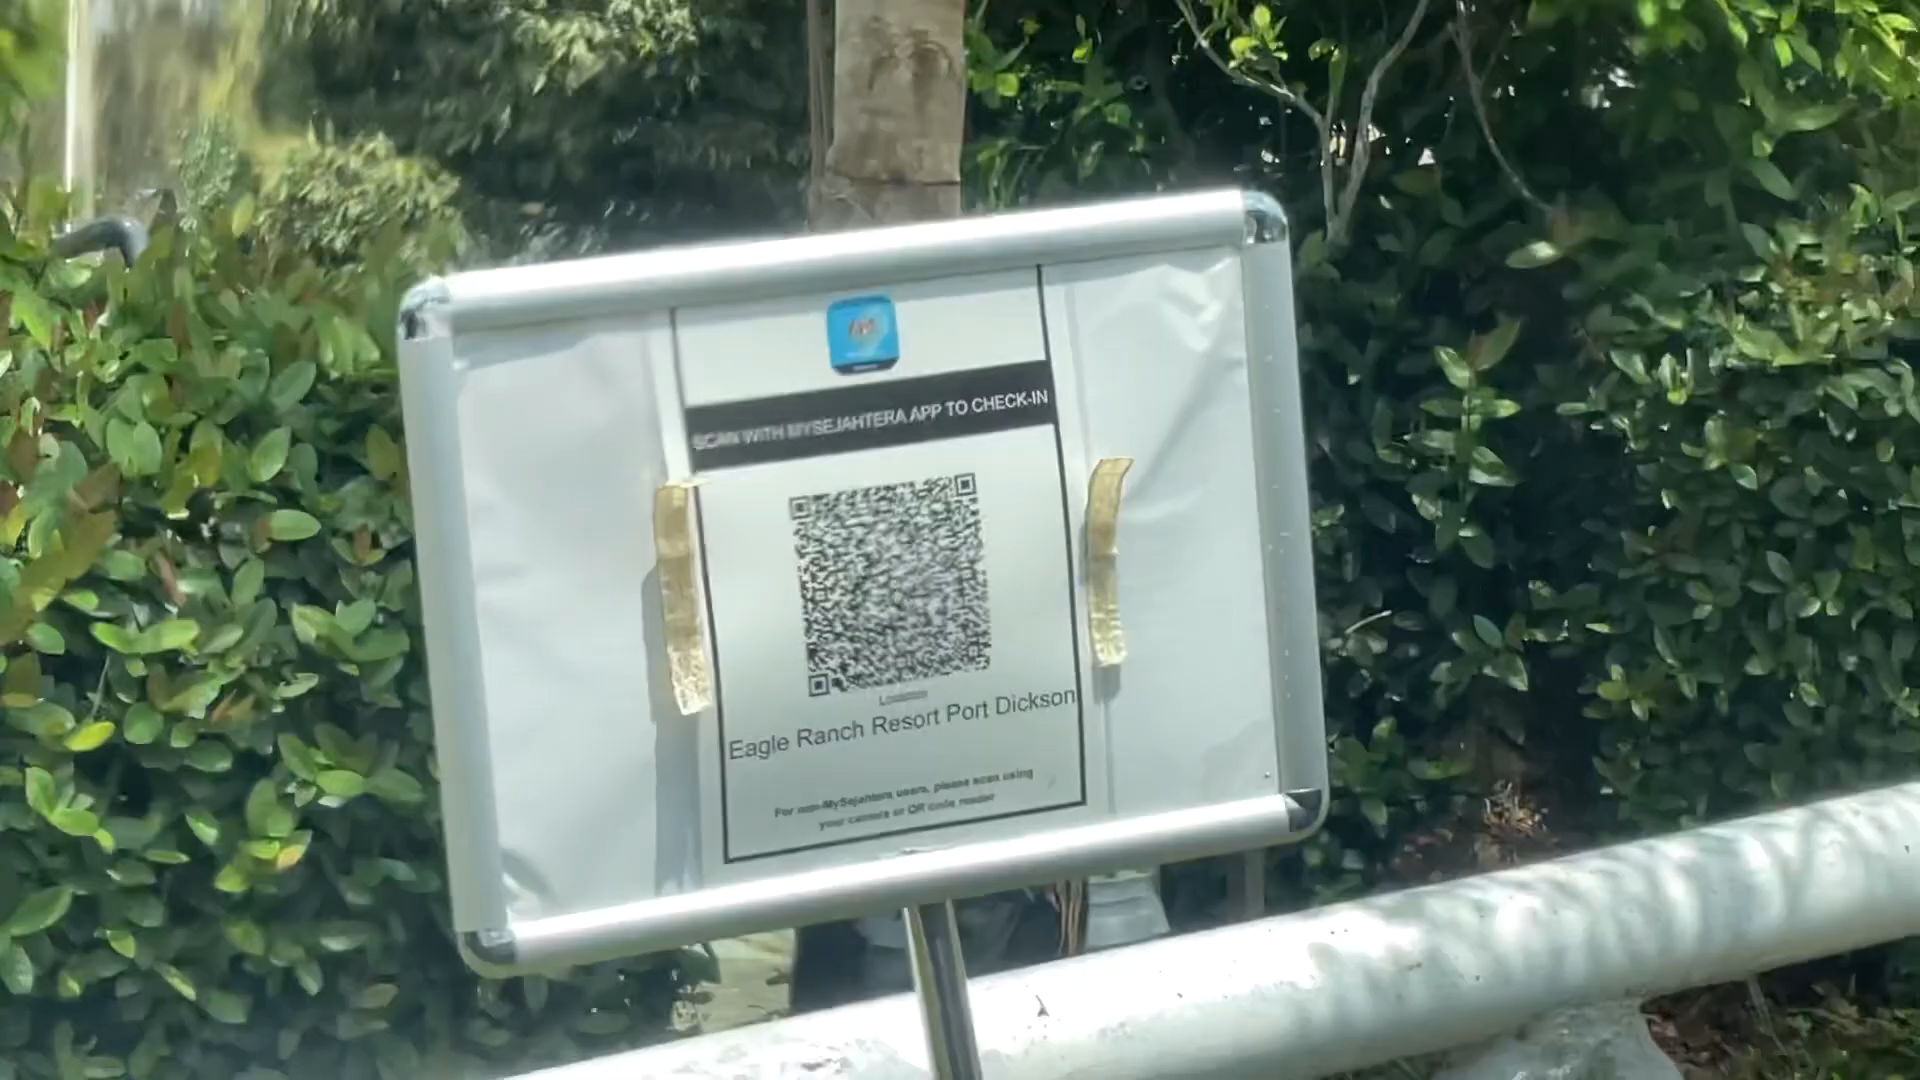 SCAN WITH MYSEJAHTERA APP TO CHECK-IN
Location
Eagle Ranch Resort Port Dickson
For non-MySejahtera users, please scan using
your camera or QR code reader